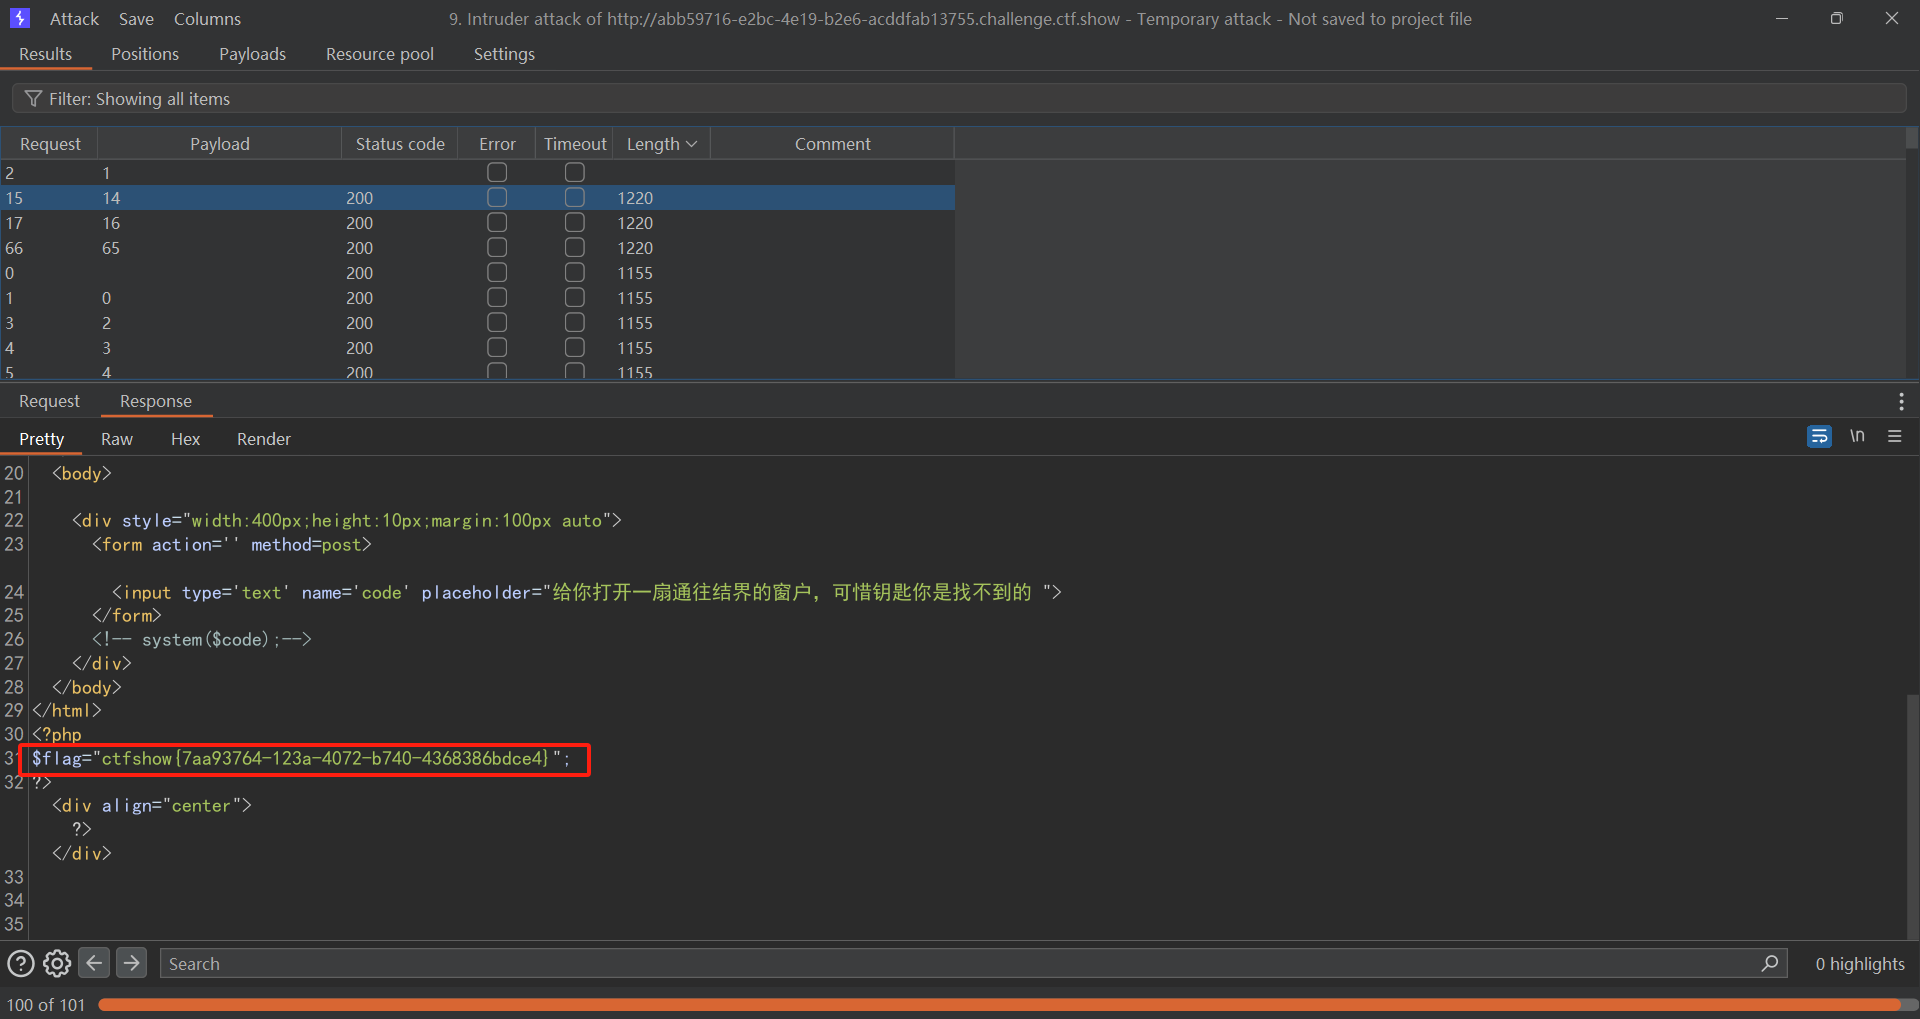 Attack Save Columns 9. Intruder attack of http://abb59716-e2bc-4e19-b2e6-acddfab13755.challenge.ctf.show - Temporary attack - Not saved to project file
Results Positions Payloads Resource pool Settings
Filter: Showing all items
Request Payload Status code Error Timeout Length Comment
2 1
15 14 200 1220
17 16 200 1220
66 65 200 1220
0 200 1155
1 0 200 1155
3 2 200 1155
4 3 200 1155
5 4 200 1155
Request Response
Pretty Raw Hex Render \n
20 <body>
21
22 <div style="width:400px;height:10px;margin:100px auto">
23 <form action='' method=post>
24 <input type='text' name='code' placeholder="给你打开一扇通往结界的窗户，可惜钥匙你是找不到的 ">
25 </form>
26 <!-- system($code);-->
27 </div>
28 </body>
29 </html>
30 <?php
31 $flag="ctfshow{7aa93764-123a-4072-b740-4368386bdce4}";
32 ?>
<div align="center">
?>
</div>
33
34
35
Search 0 highlights
100 of 101